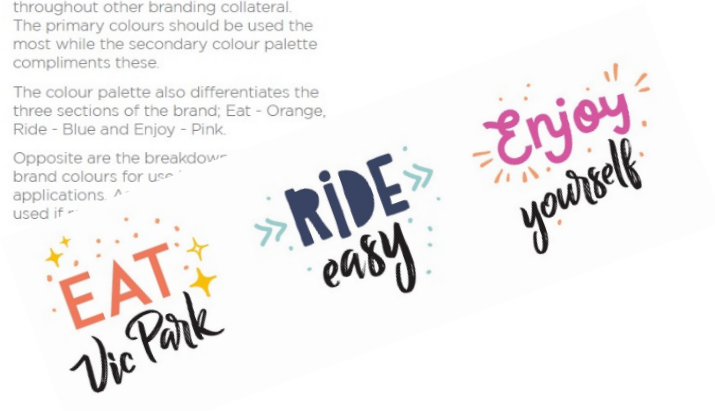 throughout other branding collateral.
The primary colours should be used the
most while the secondary colour palette
compliments these.
The colour palette also differentiates the
three sections of the brand; Eat - Orange,
Ride - Blue and Enjoy - Pink.
Opposite are the
brand colours for
applications.
used if
EAT
Vic Park
RiDE
easy
Enjoy
yourself